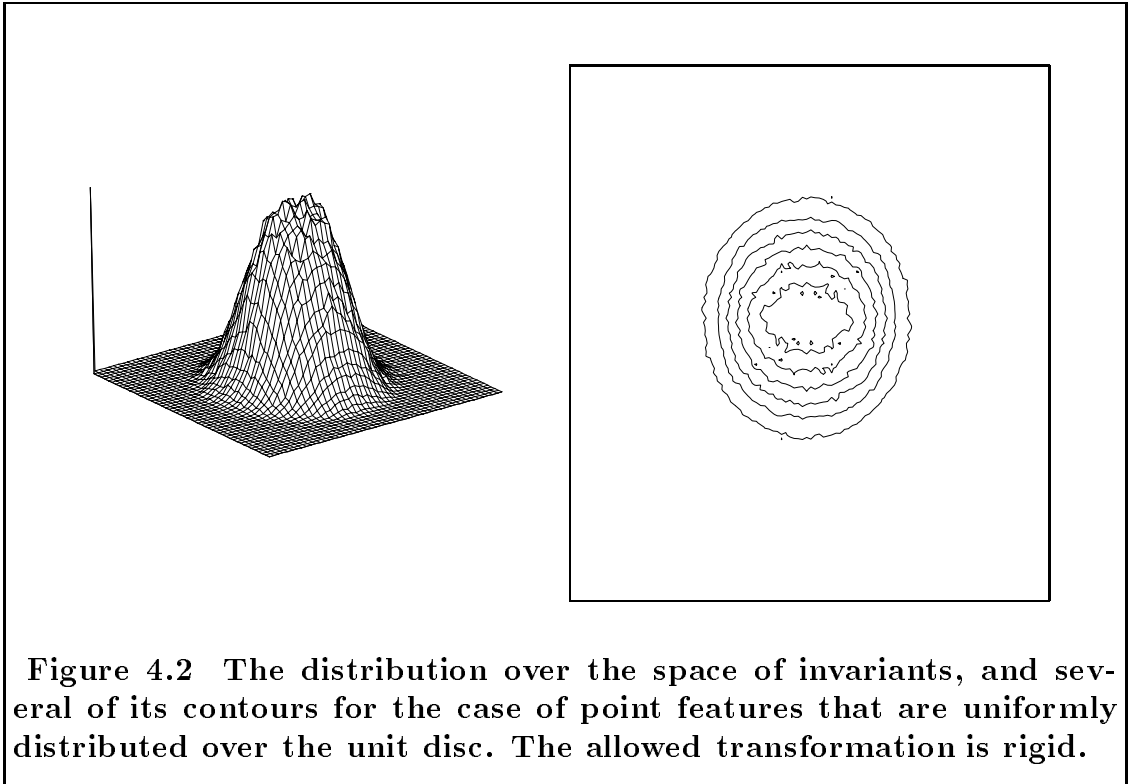 Figure 4.2 The distribution over the space of invariants, and sev-
eral of its contours for the case of point features that are uniformly
distributed over the unit disc. The allowed transformation is rigid.